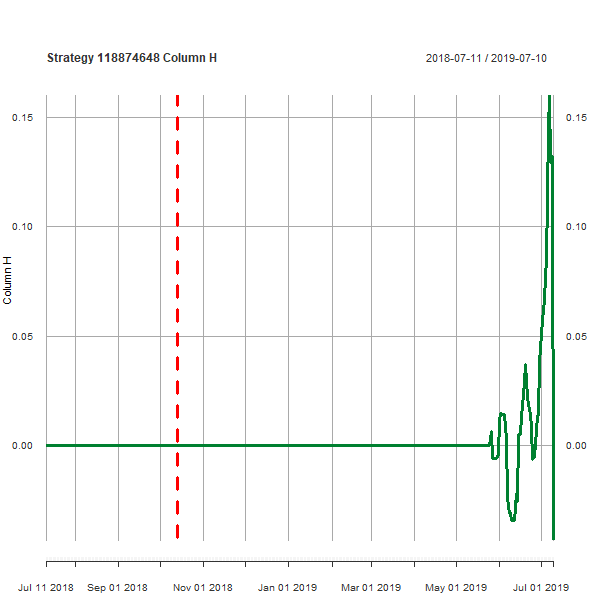 Strategy 118874648 Column H
2018-07-11 / 2019-07-10
0.15
0.15
0.10
0.10
0.05
0.05
0.00
0.00
Column H
Jul 11 2018
Sep 01 2018
Nov 01 2018
Jan 01 2019
Mar 01 2019
May 01 2019
Jul 01 2019